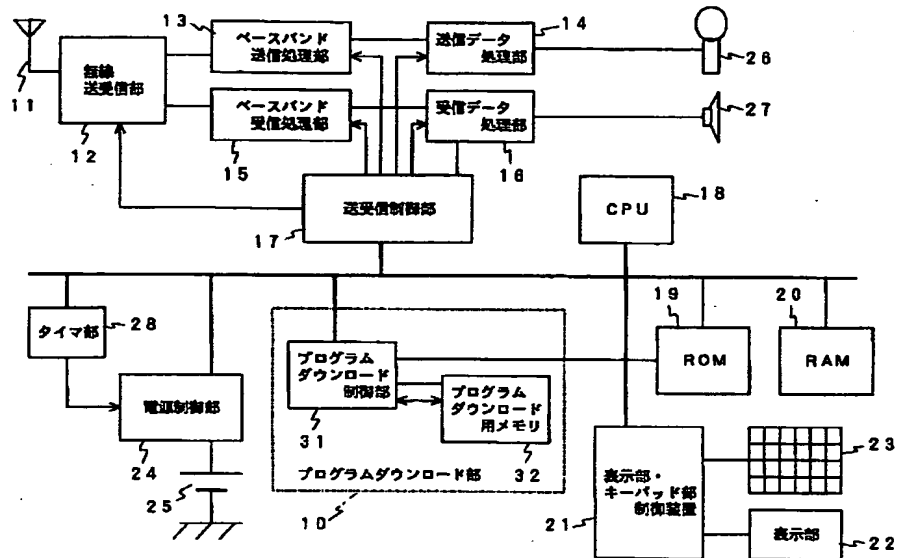 13
ベースバンド
送信処理部
送信データ
処理部
14
26
11
無線
送受信部
12
ベースバンド
受信処理部
15
受信データ
処理部
16
27
送受信制御部
17
CPU
18
タイマ部
28
電源制御部
24
25
プログラム
ダウンロード
制御部
31
プログラム
ダウンロード
用メモリ
32
プログラムダウンロード部
10
19
ROM
20
RAM
表示部・
キーパッド部
制御装置
21
23
表示部
22